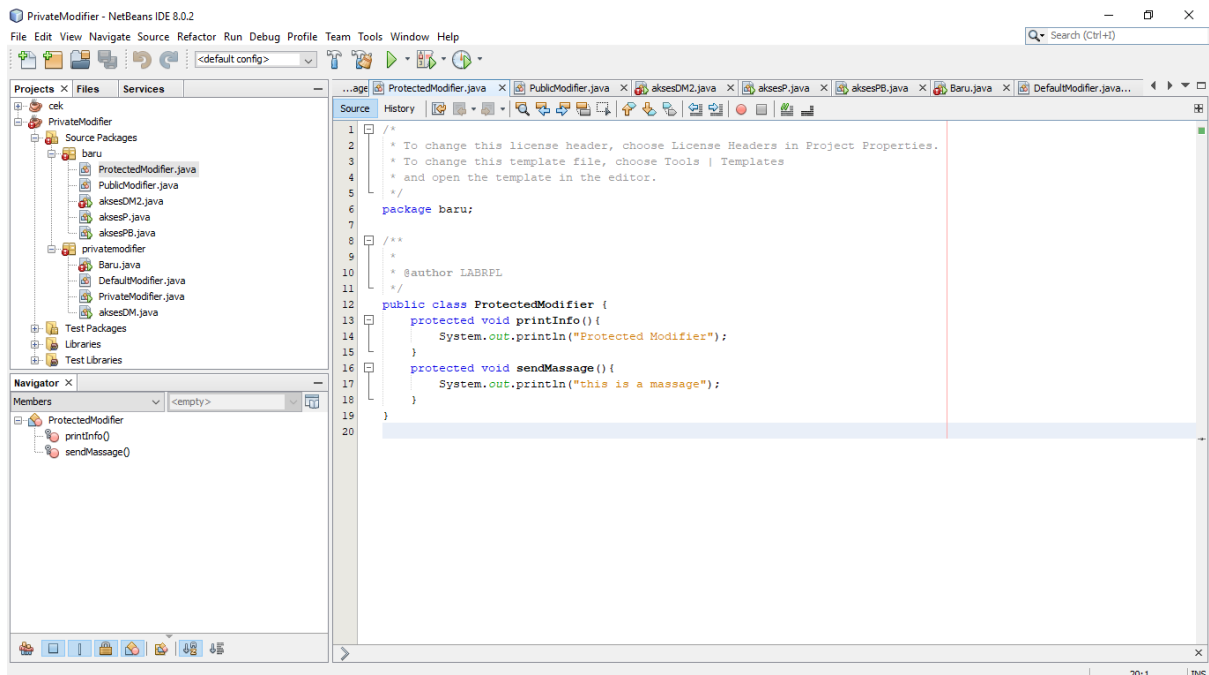 PrivateModifier - NetBeans IDE 8.0.2
File Edit View Navigate Source Refactor Run Debug Profile Team Tools Window Help
Search (Ctrl+I)
<default config>
Projects Files Services
cek
PrivateModifier
Source Packages
baru
ProtectedModifier.java
PublicModifier.java
aksesDM2.java
aksesP.java
aksesPB.java
privatemodifier
Baru.java
DefaultModifier.java
PrivateModifier.java
aksesDM.java
Test Packages
Libraries
Test Libraries
Navigator
Members <empty>
ProtectedModifier
printInfo()
sendMassage()
...age ProtectedModifier.java PublicModifier.java aksesDM2.java aksesP.java aksesPB.java Baru.java DefaultModifier.java...
Source History
1 /*
2 * To change this license header, choose License Headers in Project Properties.
3 * To change this template file, choose Tools | Templates
4 * and open the template in the editor.
5 */
6 package baru;
7
8 /**
9 *
10 * @author LABRPL
11 */
12 public class ProtectedModifier {
13 protected void printInfo(){
14 System.out.println("Protected Modifier");
15 }
16 protected void sendMassage(){
17 System.out.println("this is a massage");
18 }
19 }
20
20:1 INS